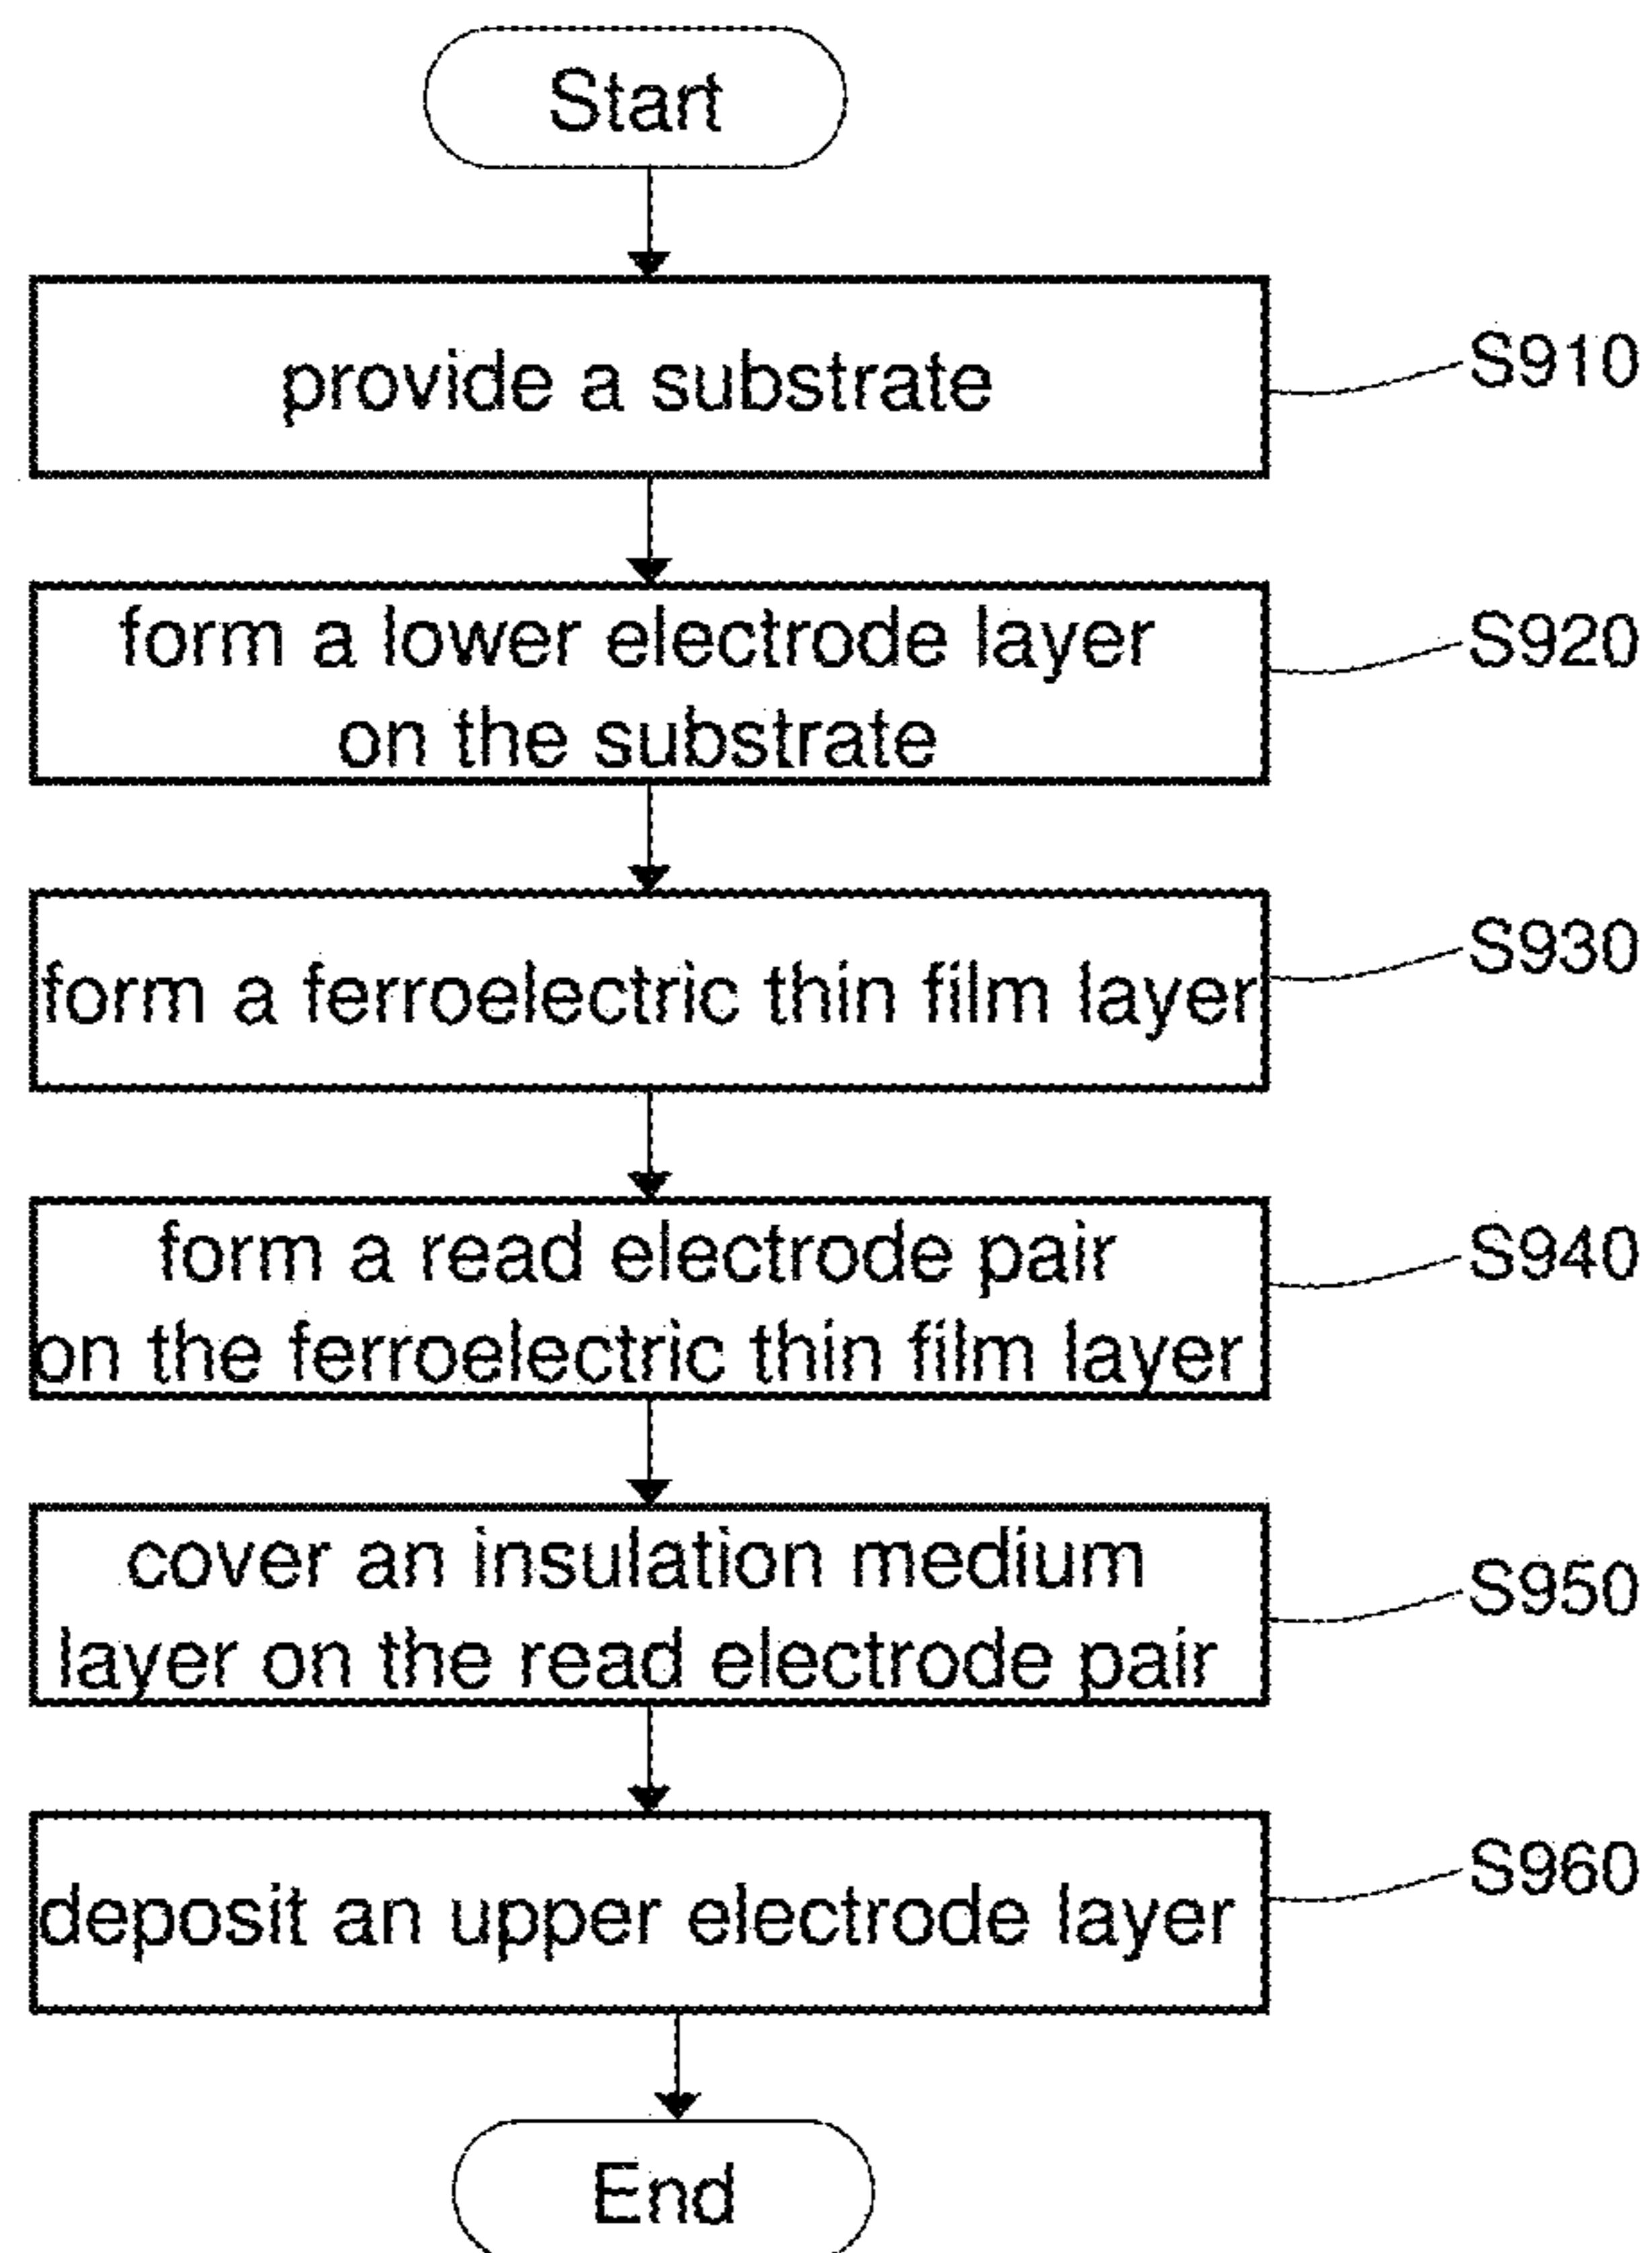 Start
provide a substrate
S910
form a lower electrode layer
on the substrate
S920
form a ferroelectric thin film layer
S930
form a read electrode pair
on the ferroelectric thin film layer
S940
cover an insulation medium
layer on the read electrode pair
S950
deposit an upper electrode layer
S960
End